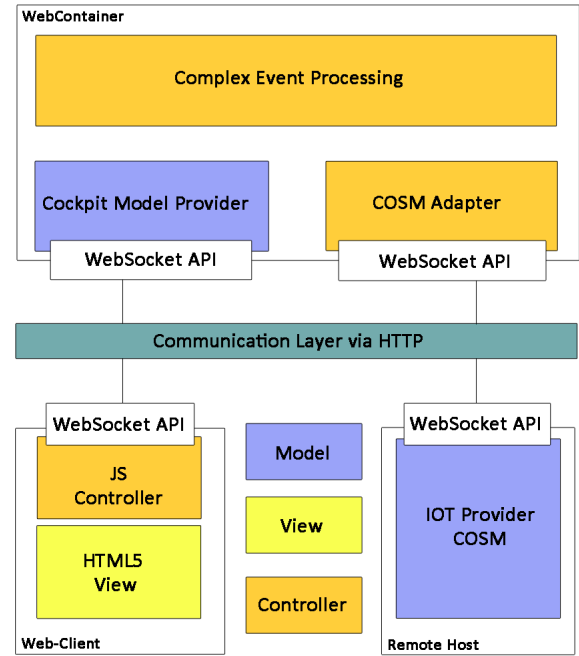 WebContainer
Complex Event Processing
Cockpit Model Provider
COSM Adapter
WebSocket API
WebSocket API
Communication Layer via HTTP
WebSocket API
WebSocket API
JS
Controller
HTML5
View
Web-Client
Model
View
Controller
IOT Provider
COSM
Remote Host